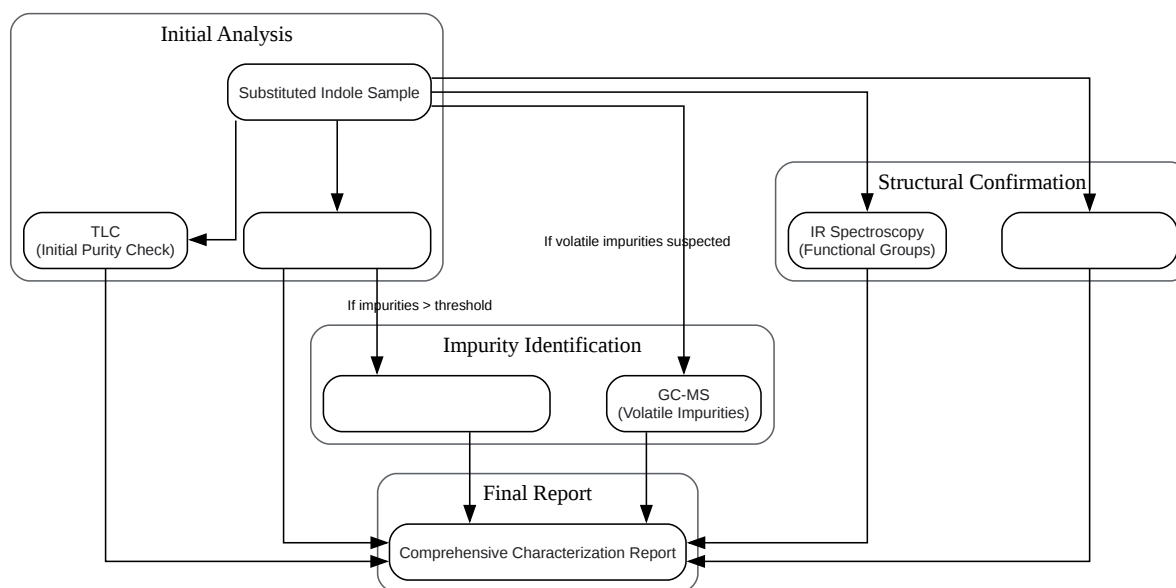 Initial Analysis
Substituted Indole Sample
Structural Confirmation
TLC
(Initial Purity Check)
If volatile impurities suspected
IR Spectroscopy
(Functional Groups)
If impurities > threshold
Impurity Identification
GC-MS
(Volatile Impurities)
Final Report
Comprehensive Characterization Report